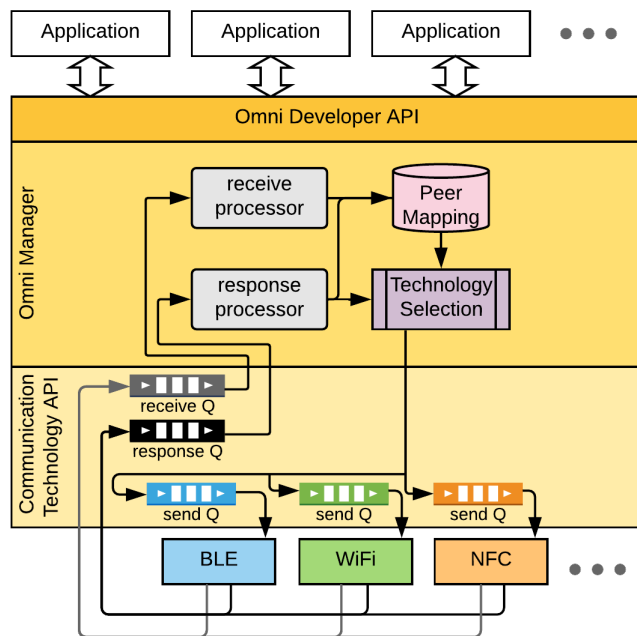 Application
Application
Application
Omni Developer API
Omni Manager
receive
processor
Peer
Mapping
response
processor
Technology
Selection
Communication
Technology API
receive Q
response Q
send Q
send Q
send Q
BLE
WiFi
NFC